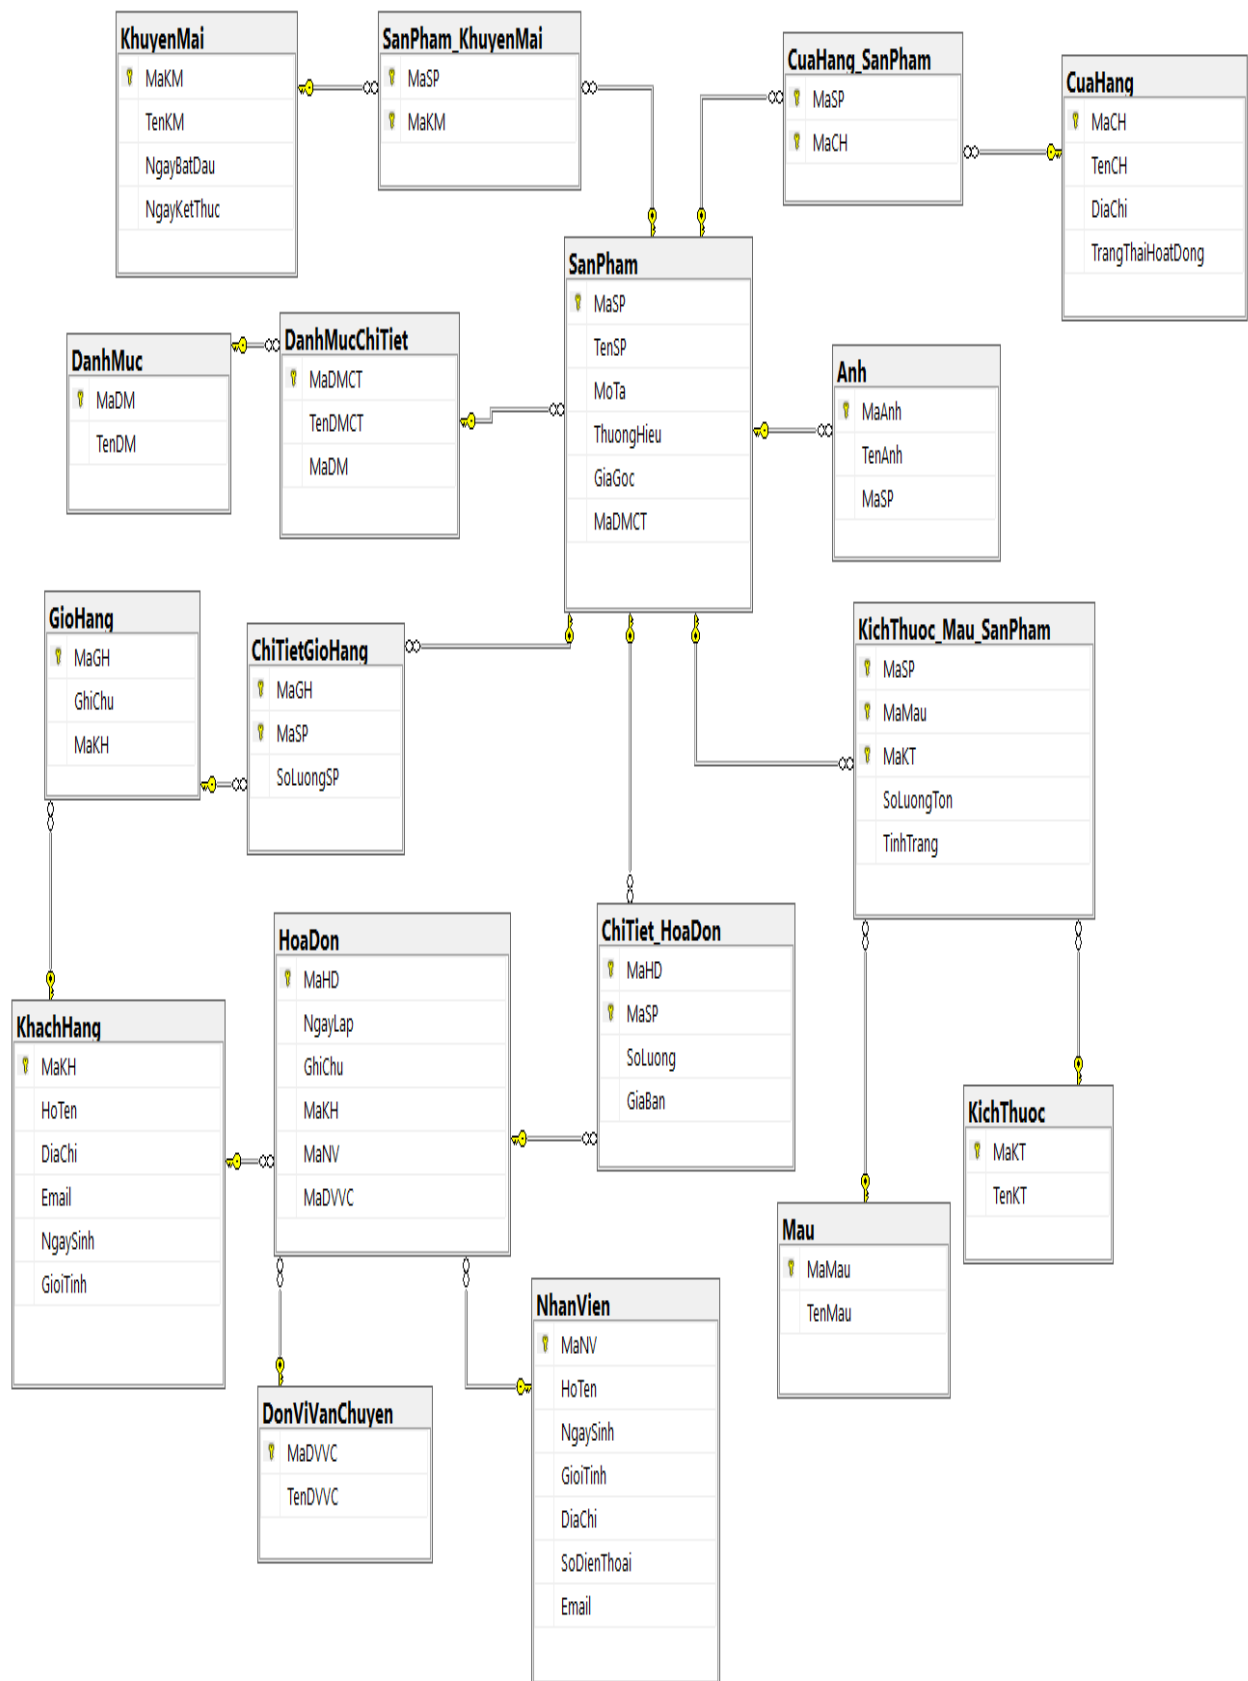 KhuyenMai
MaKM
TenKM
NgayBatDau
NgayKetThuc
SanPham_KhuyenMai
MaSP
MaKM
CuaHang_SanPham
MaSP
MaCH
CuaHang
MaCH
TenCH
DiaChi
TrangThaiHoatDong
DanhMuc
MaDM
TenDM
DanhMucChiTiet
MaDMCT
TenDMCT
MaDM
SanPham
MaSP
TenSP
MoTa
ThuongHieu
GiaGoc
MaDMCT
Anh
MaAnh
TenAnh
MaSP
GioHang
MaGH
GhiChu
MaKH
ChiTietGioHang
MaGH
MaSP
SoLuongSP
KichThuoc_Mau_SanPham
MaSP
MaMau
MaKT
SoLuongTon
TinhTrang
KhachHang
MaKH
HoTen
DiaChi
Email
NgaySinh
GioiTinh
HoaDon
MaHD
NgayLap
GhiChu
MaKH
MaNV
MaDVVC
ChiTiet_HoaDon
MaHD
MaSP
SoLuong
GiaBan
KichThuoc
MaKT
TenKT
Mau
MaMau
TenMau
DonViVanChuyen
MaDVVC
TenDVVC
NhanVien
MaNV
HoTen
NgaySinh
GioiTinh
DiaChi
SoDienThoai
Email